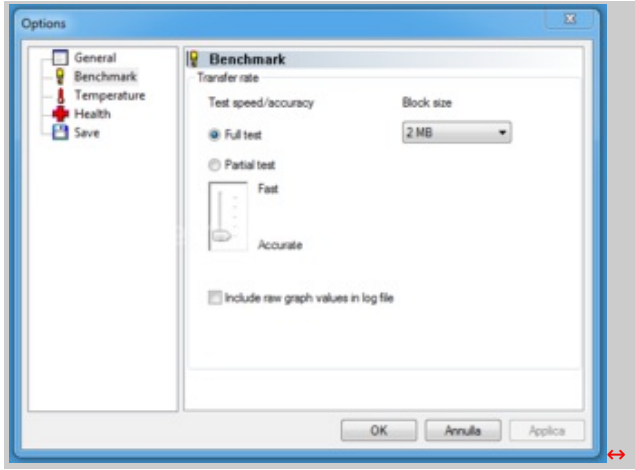 Options
General
Benchmark
Temperature
Health
Save
Benchmark
Transfer rate
Test speed/accuracy
Block size
Full test
2 MB
Partial test
Fast
Accurate
Include raw graph values in log file
OK
Annulla
Applica